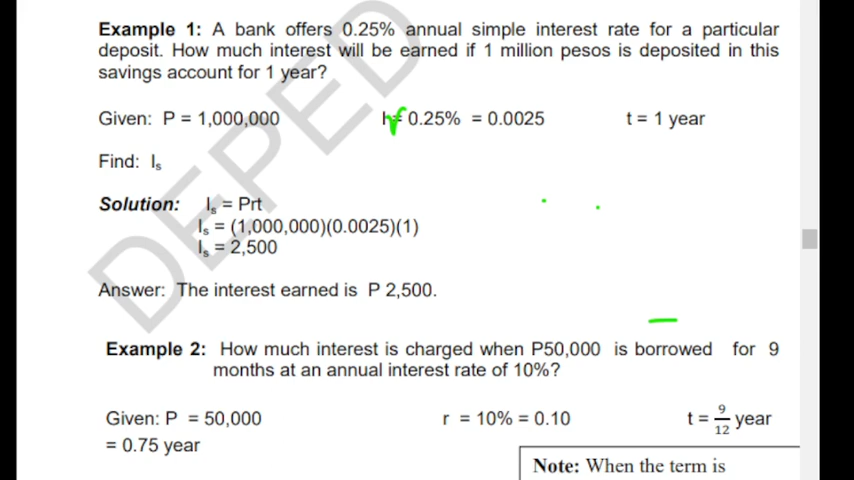 Example 1: A bank offers 0.25% annual simple interest rate for a particular
deposit. How much interest will be earned if 1 million pesos is deposited in this
savings account for 1 year?
Given: P = 1,000,000 r = 0.25% = 0.0025 t = 1 year
Find: Iₛ
Solution: Iₛ = Prt
Iₛ = (1,000,000)(0.0025)(1)
Iₛ = 2,500
Answer: The interest earned is P 2,500.
Example 2: How much interest is charged when P50,000 is borrowed for 9
months at an annual interest rate of 10%?
Given: P = 50,000 r = 10% = 0.10 t = 9/12 year
= 0.75 year
Note: When the term is
DEPED